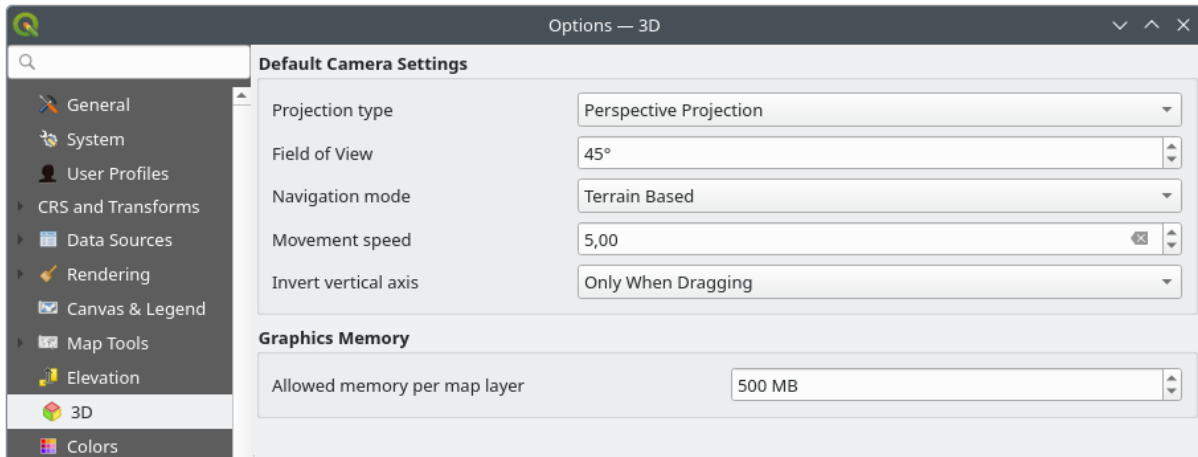 Options — 3D
General
System
User Profiles
CRS and Transforms
Data Sources
Rendering
Canvas & Legend
Map Tools
Elevation
3D
Colors
Default Camera Settings
Projection type Perspective Projection
Field of View 45°
Navigation mode Terrain Based
Movement speed 5,00
Invert vertical axis Only When Dragging
Graphics Memory
Allowed memory per map layer 500 MB